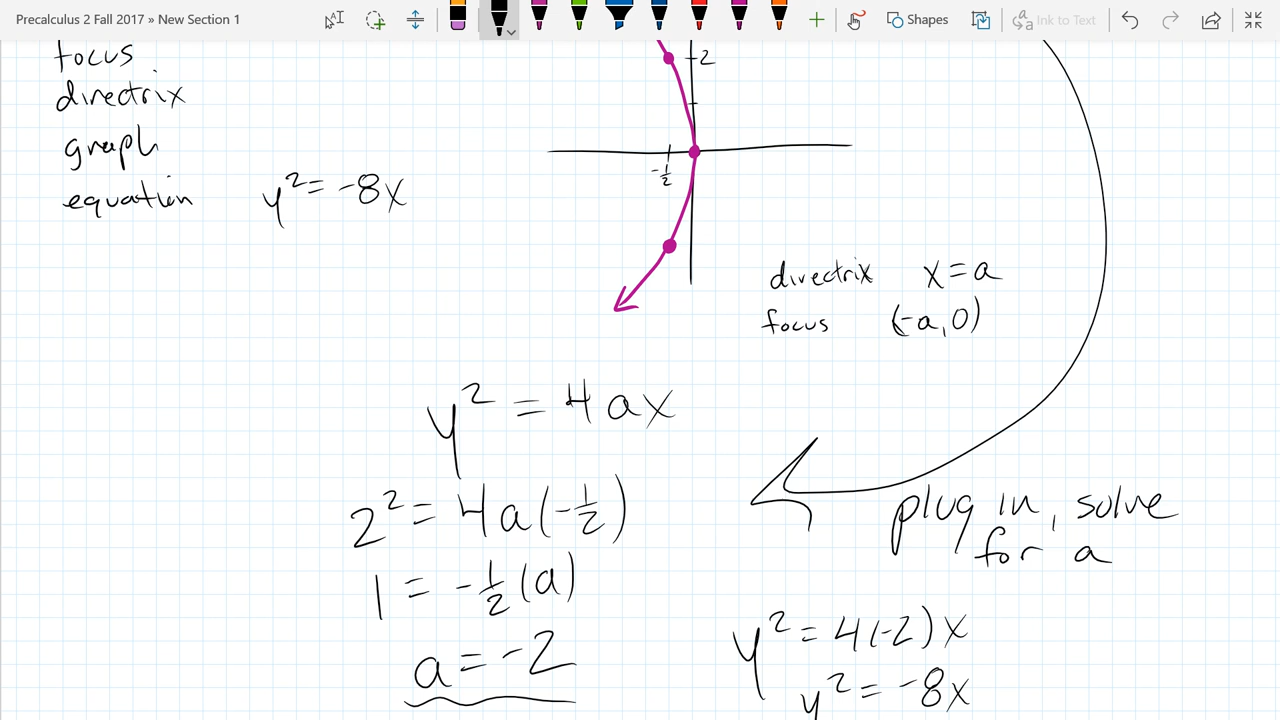 Precalculus 2 Fall 2017 » New Section 1
Shapes
Ink to Text
focus
directrix
graph
equation
y² = -8x
2
-1/2
directrix x = a
focus (-a, 0)
y² = 4ax
2² = 4a(-1/2)
1 = -1/2(a)
a = -2
plug in, solve
for a
y² = 4(-2)x
y² = -8x